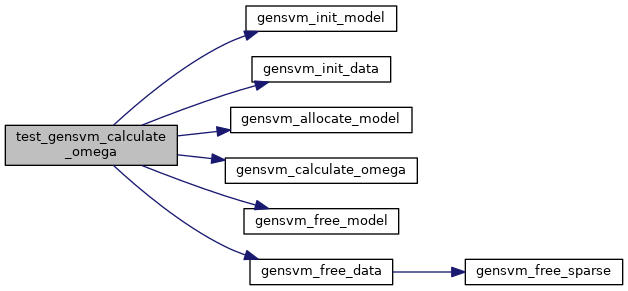 gensvm_init_model
gensvm_init_data
gensvm_allocate_model
test_gensvm_calculate
_omega
gensvm_calculate_omega
gensvm_free_model
gensvm_free_data
gensvm_free_sparse